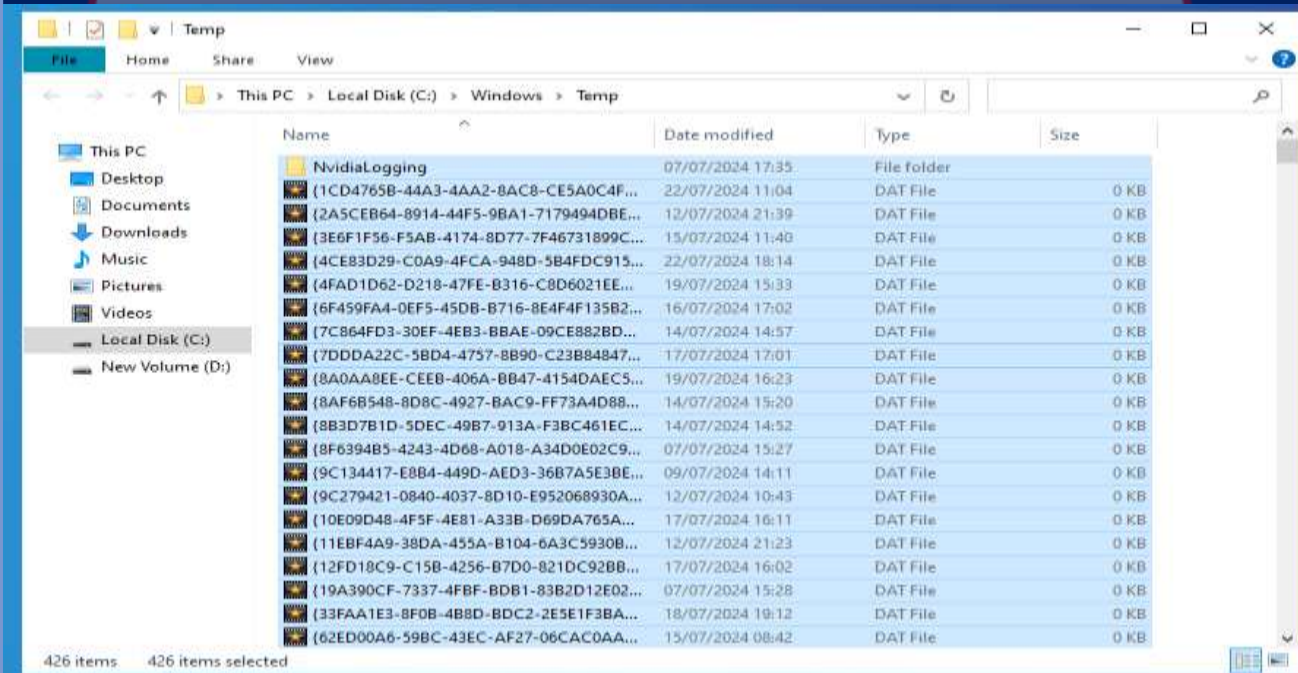 Temp
File Home Share View
This PC > Local Disk (C:) > Windows > Temp
Name Date modified Type Size
This PC
Desktop
Documents
Downloads
Music
Pictures
Videos
Local Disk (C:)
New Volume (D:)
NvidiaLogging 07/07/2024 17:35 File folder
{1CD4765B-44A3-4AA2-8AC8-CE5A0C4F... 22/07/2024 11:04 DAT File 0 KB
{2A5CEB64-8914-44F5-9BA1-7179494DBE... 12/07/2024 21:39 DAT File 0 KB
{3E6F1F56-F5AB-4174-8D77-7F46731899C... 15/07/2024 11:40 DAT File 0 KB
{4CE83D29-C0A9-4FCA-948D-5B4FDC915... 22/07/2024 18:14 DAT File 0 KB
{4FAD1D62-D218-47FE-B316-C8D6021EE... 19/07/2024 15:33 DAT File 0 KB
{6F459FA4-0EF5-45DB-B716-8E4F4F135B2... 16/07/2024 17:02 DAT File 0 KB
{7C864FD3-30EF-4EB3-BBAE-09CE882BD... 14/07/2024 14:57 DAT File 0 KB
{7DDDA22C-5BD4-4757-8B90-C23B84847... 17/07/2024 17:01 DAT File 0 KB
{8A0AA8EE-CEEB-406A-BB47-4154DAEC5... 19/07/2024 16:23 DAT File 0 KB
{8AF6B548-8D8C-4927-BAC9-FF73A4D88... 14/07/2024 15:20 DAT File 0 KB
{8B3D7B1D-5DEC-49B7-913A-F3BC461EC... 14/07/2024 14:52 DAT File 0 KB
{8F6394B5-4243-4D68-A018-A34D0E02C9... 07/07/2024 15:27 DAT File 0 KB
{9C134417-E8B4-449D-AED3-36B7A5E3BE... 09/07/2024 14:11 DAT File 0 KB
{9C279421-0840-4037-8D10-E952068930A... 12/07/2024 10:43 DAT File 0 KB
{10E09D48-4F5F-4E81-A33B-D69DA765A... 17/07/2024 16:11 DAT File 0 KB
{11EBF4A9-38DA-455A-B104-6A3C5930B... 12/07/2024 21:23 DAT File 0 KB
{12FD18C9-C15B-4256-B7D0-821DC92BB... 17/07/2024 16:02 DAT File 0 KB
{19A390CF-7337-4FBF-BDB1-83B2D12E02... 07/07/2024 15:28 DAT File 0 KB
{33FAA1E3-8F0B-4B8D-BDC2-2E5E1F3BA... 18/07/2024 19:12 DAT File 0 KB
{62ED00A6-59BC-43EC-AF27-06CAC0AA... 15/07/2024 08:42 DAT File 0 KB
426 items 426 items selected